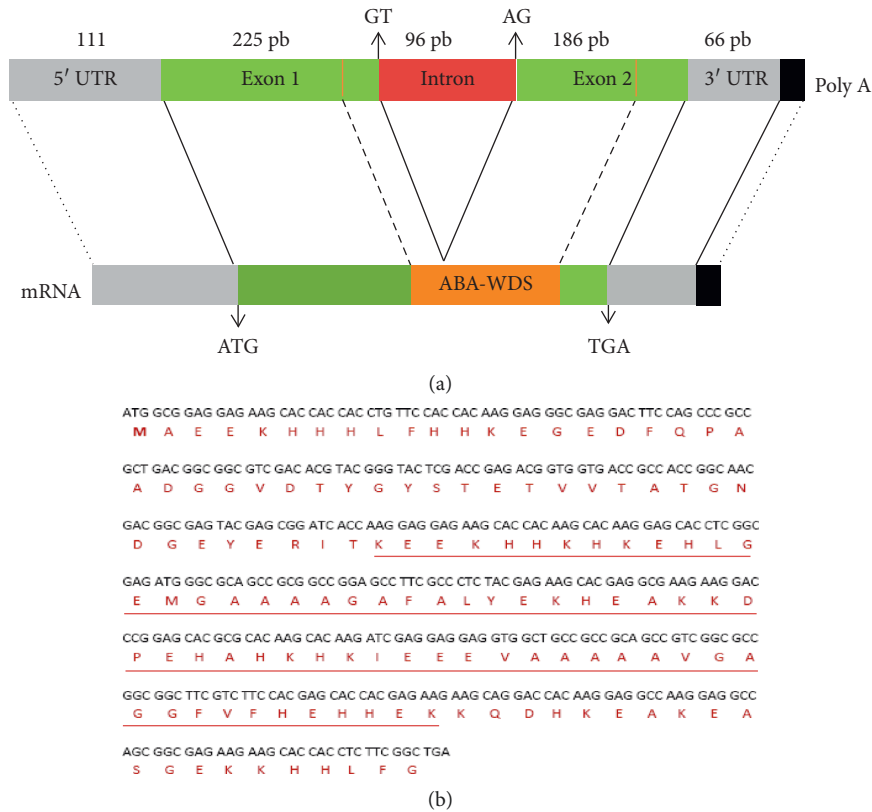 GT AG
111 225 pb 96 pb 186 pb 66 pb
5′ UTR Exon 1 Intron Exon 2 3′ UTR Poly A
mRNA ABA-WDS
ATG TGA
(a)
ATG GCG GAG GAG AAG CAC CAC CAC CTG TTC CAC CAC AAG GAG GGC GAG GAC TTC CAG CCC GCC
M A E E K H H H L F H H K E G E D F Q P A
GCT GAC GGC GGC GTC GAC ACG TAC GGG TAC TCG ACC GAG ACG GTG GTG ACC GCC ACC GGC AAC
A D G G V D T Y G Y S T E T V V T A T G N
GAC GGC GAG TAC GAG CGG ATC ACC AAG GAG GAG AAG CAC CAC AAG CAC AAG GAG CAC CTC GGC
D G E Y E R I T K E E K H H K H K E H L G
GAG ATG GGC GCA GCC GCG GCC GGA GCC TTC GCC CTC TAC GAG AAG CAC GAG GCG AAG AAG GAC
E M G A A A A G A F A L Y E K H E A K K D
CCG GAG CAC GCG CAC AAG CAC AAG ATC GAG GAG GAG GTG GCT GCC GCC GCA GCC GTC GGC GCC
P E H A H K H K I E E E V A A A A V G A
GGC GGC TTC GTC TTC CAC GAG CAC CAC GAG AAG AAG CAG GAC CAC AAG GAG GCC AAG GAG GCC
G G F V F H E H H E K K Q D H K E A K E A
AGC GGC GAG AAG AAG CAC CAC CTC TTC GGC TGA
S G E K K H H L F G
(b)